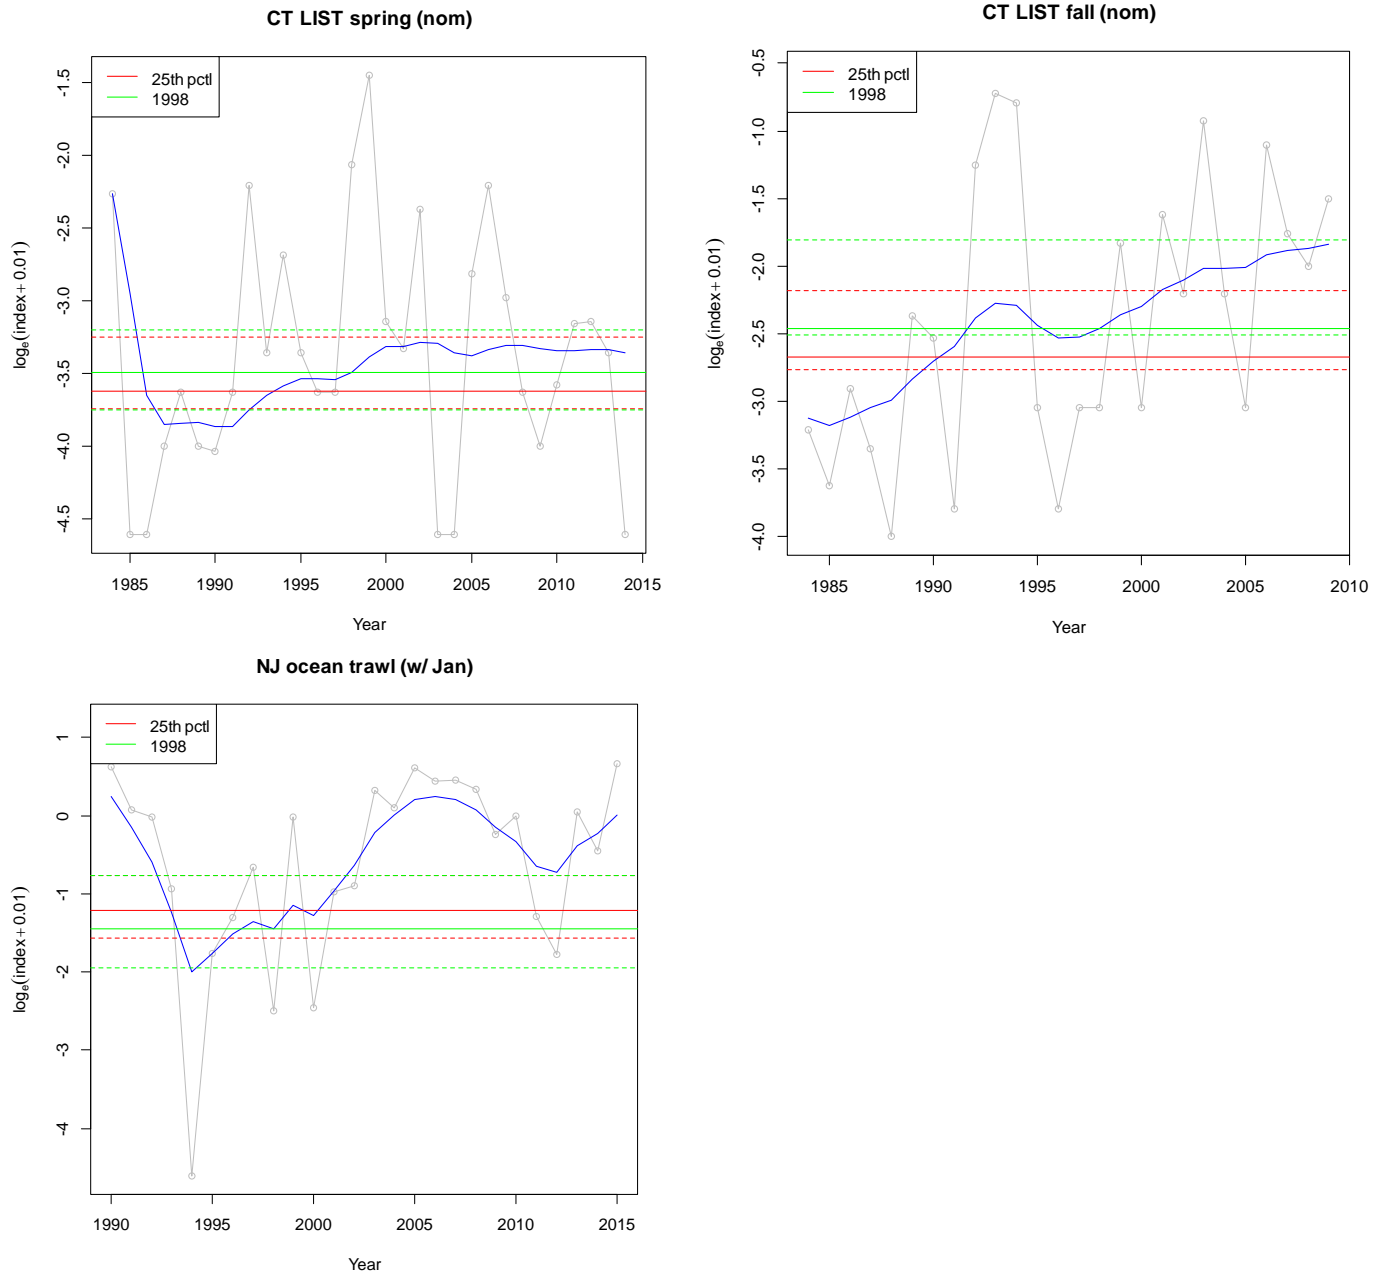 CT LIST spring (nom)
25th pctl
1998
-1.5
-2.0
-2.5
-3.0
-3.5
-4.0
-4.5
logₑ(index+ 0.01)
1985 1990 1995 2000 2005 2010 2015
Year
CT LIST fall (nom)
25th pctl
1998
-0.5
-1.0
-1.5
-2.0
-2.5
-3.0
-3.5
-4.0
logₑ(index+ 0.01)
1985 1990 1995 2000 2005 2010
Year
NJ ocean trawl (w/ Jan)
25th pctl
1998
1
0
-1
-2
-3
-4
logₑ(index+ 0.01)
1990 1995 2000 2005 2010 2015
Year